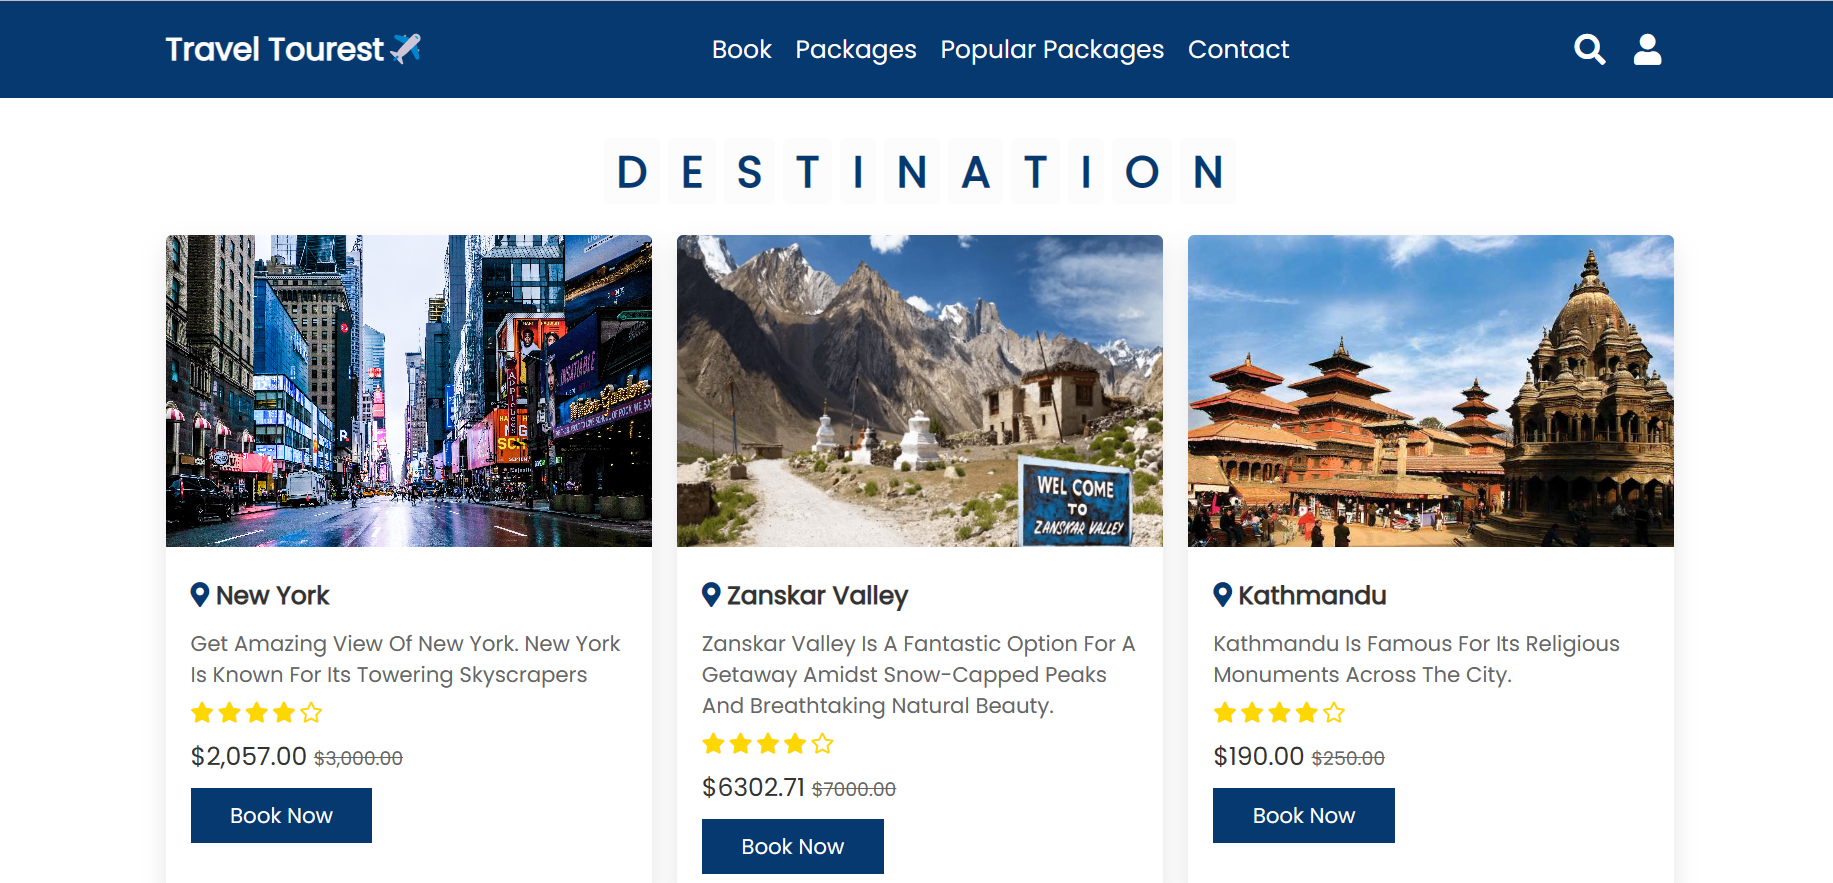 Travel Tourest
Book Packages Popular Packages Contact
DESTINATION
INSATIABLE
APPLEBEE'S
WEL COME
TO
ZANSKAR VALLEY
New York
Get Amazing View Of New York. New York
Is Known For Its Towering Skyscrapers
$2,057.00 $3,000.00
Book Now
Zanskar Valley
Zanskar Valley Is A Fantastic Option For A
Getaway Amidst Snow-Capped Peaks
And Breathtaking Natural Beauty.
$6302.71 $7000.00
Book Now
Kathmandu
Kathmandu Is Famous For Its Religious
Monuments Across The City.
$190.00 $250.00
Book Now